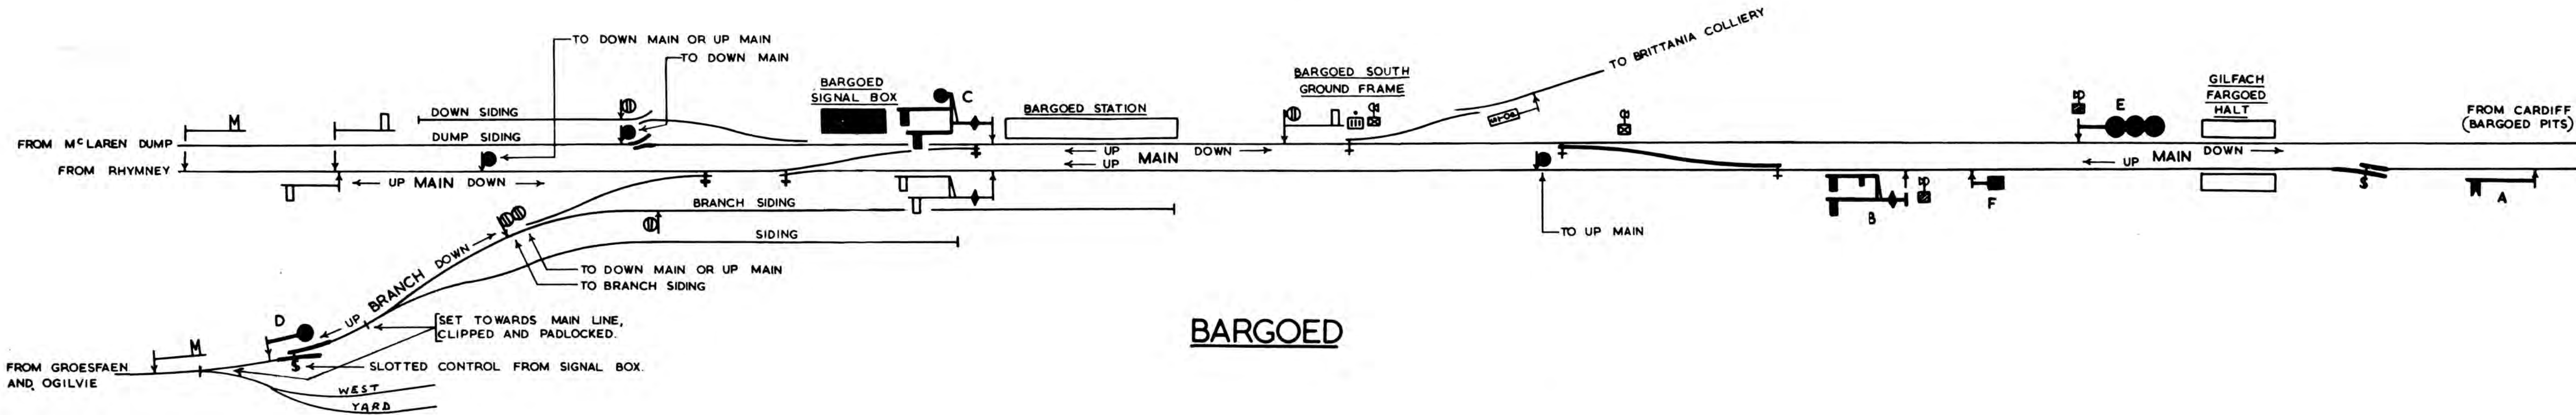 TO DOWN MAIN OR UP MAIN
TO DOWN MAIN
M
DOWN SIDING
DUMP SIDING
BARGOED
SIGNAL BOX
C
BARGOED STATION
BARGOED SOUTH
GROUND FRAME
TO BRITTANIA COLLIERY
E
GILFACH
FARGOED
HALT
FROM CARDIFF
(BARGOED PITS)
FROM McLAREN DUMP
FROM RHYMNEY
UP MAIN DOWN
UP MAIN DOWN
UP
UP MAIN DOWN
S
A
B
F
BRANCH SIDING
SIDING
TO UP MAIN
UP BRANCH DOWN
TO DOWN MAIN OR UP MAIN
TO BRANCH SIDING
D
SET TOWARDS MAIN LINE,
CLIPPED AND PADLOCKED.
BARGOED
M
S
SLOTTED CONTROL FROM SIGNAL BOX.
FROM GROESFAEN
AND OGILVIE
WEST
YARD